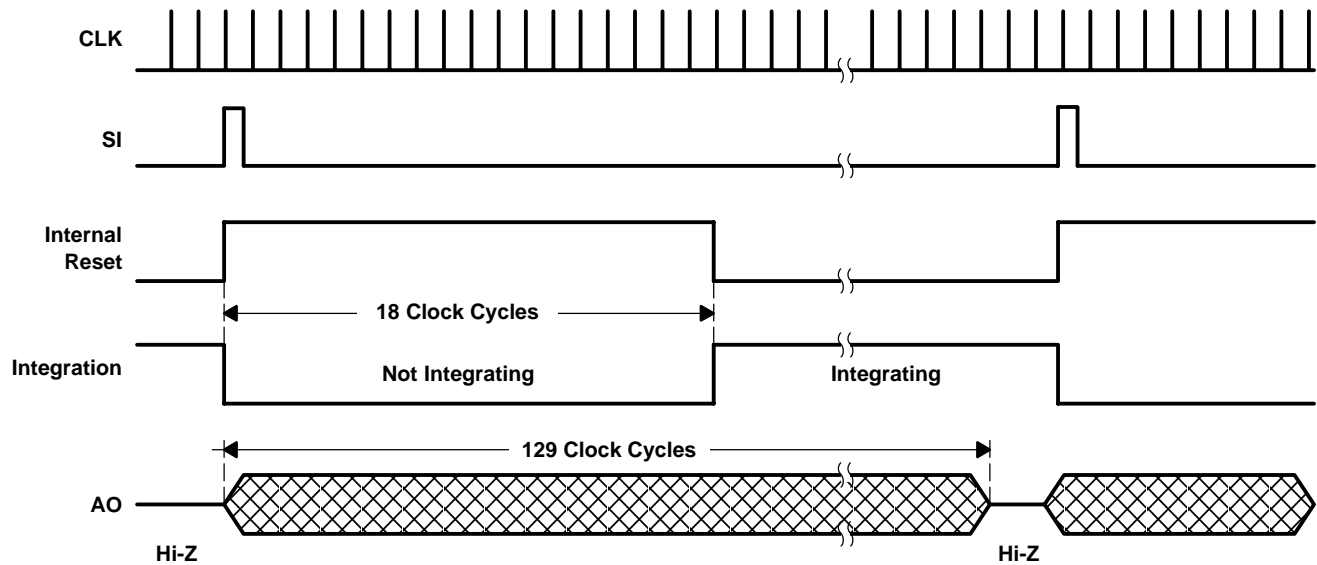 CLK
SI
Internal
Reset
18 Clock Cycles
Integration
Not Integrating
Integrating
129 Clock Cycles
AO
Hi-Z
Hi-Z